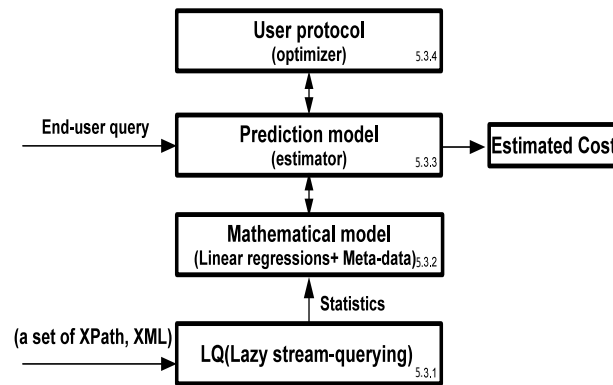 User protocol
(optimizer)
5.3.4
End-user query
Prediction model
(estimator)
5.3.3
Estimated Cost
Mathematical model
(Linear regressions+ Meta-data)
5.3.2
Statistics
(a set of XPath, XML)
LQ(Lazy stream-querying)
5.3.1